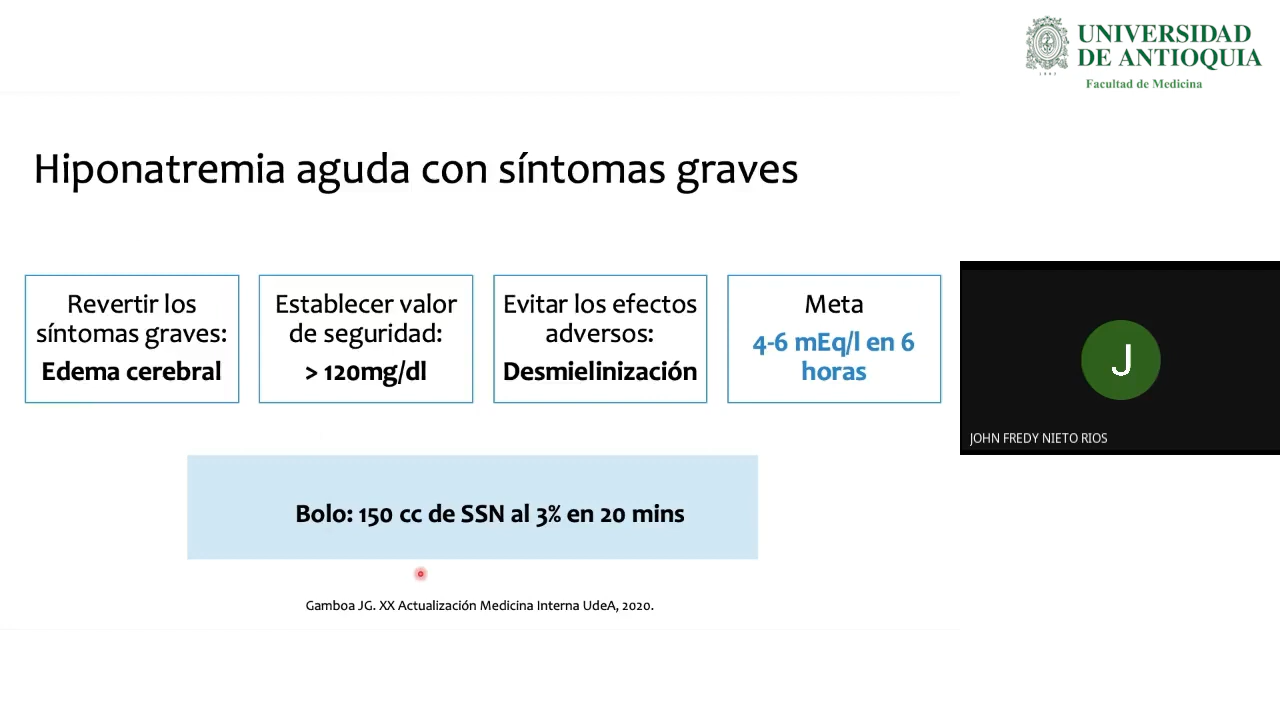 UNIVERSIDAD
DE ANTIOQUIA
1803
Facultad de Medicina
Hiponatremia aguda con síntomas graves
Revertir los
síntomas graves:
Edema cerebral
Establecer valor
de seguridad:
> 120mg/dl
Evitar los efectos
adversos:
Desmielinización
Meta
4-6 mEq/l en 6
horas
J
JOHN FREDY NIETO RIOS
Bolo: 150 cc de SSN al 3% en 20 mins
Gamboa JG. XX Actualización Medicina Interna UdeA, 2020.